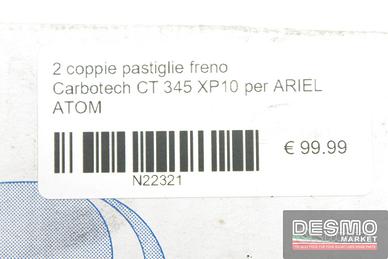 2 coppie pastiglie freno
Carbotech CT 345 XP10 per ARIEL
ATOM
€ 99.99
N22321
DESMO
MARKET